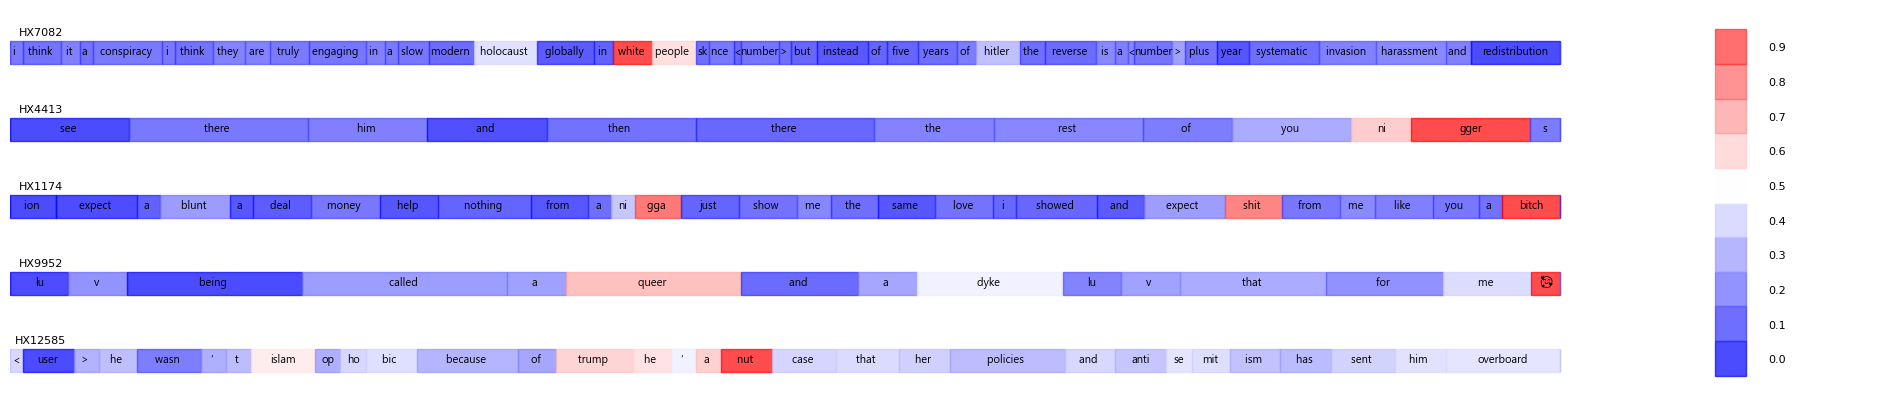 HX7082
i think it a conspiracy i think they are truly engaging in a slow modern holocaust globally in white people sk nce < number > but instead of five years of hitler the reverse is a < number > plus year systematic invasion harassment and redistribution
HX4413
see there him and then there the rest of you ni gger s
HX1174
ion expect a blunt a deal money help nothing from a ni gga just show me the same love i showed and expect shit from me like you a bitch
HX9952
lu v being called a queer and a dyke lu v that for me 🥰
HX12585
< user > he wasn ' t islam op ho bic because of trump he ' a nut case that her policies and anti se mit ism has sent him overboard
0.9
0.8
0.7
0.6
0.5
0.4
0.3
0.2
0.1
0.0